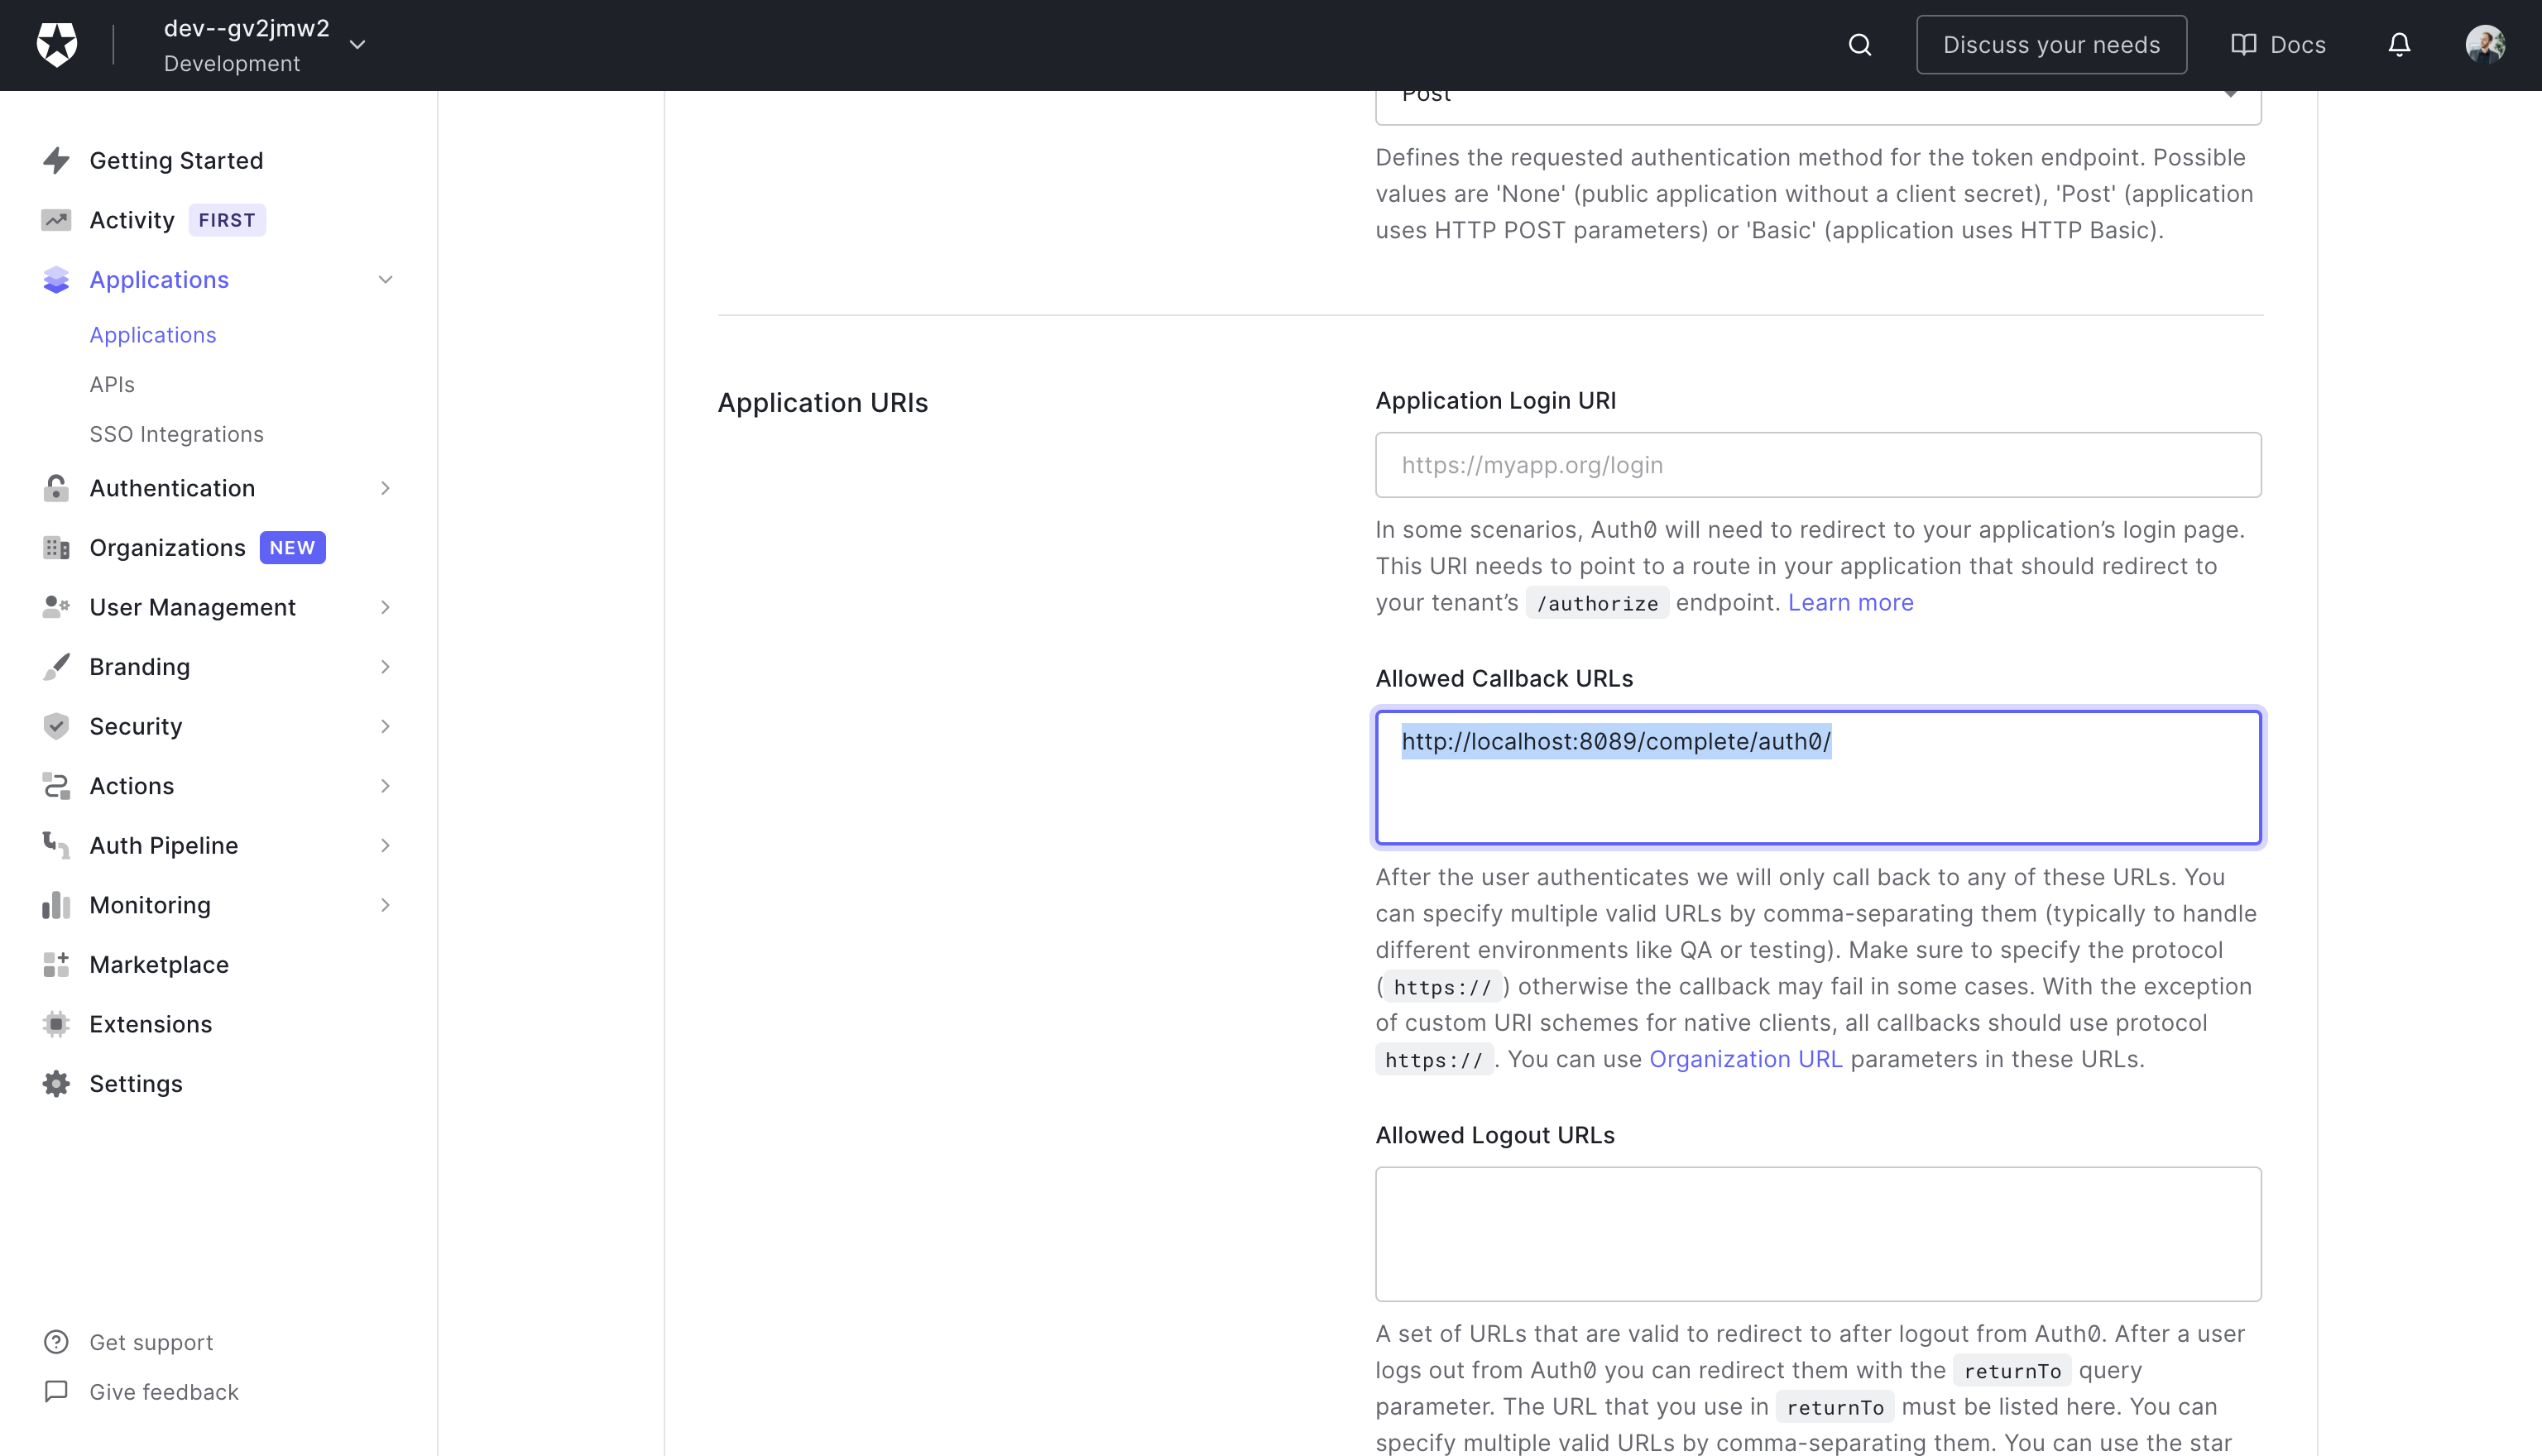 dev--gv2jmw2
Development
Discuss your needs
Docs
Getting Started
Activity FIRST
Applications
Applications
APIs
SSO Integrations
Authentication
Organizations NEW
User Management
Branding
Security
Actions
Auth Pipeline
Monitoring
Marketplace
Extensions
Settings
Get support
Give feedback
Post
Defines the requested authentication method for the token endpoint. Possible
values are 'None' (public application without a client secret), 'Post' (application
uses HTTP POST parameters) or 'Basic' (application uses HTTP Basic).
Application URIs
Application Login URI
https://myapp.org/login
In some scenarios, Auth0 will need to redirect to your application’s login page.
This URI needs to point to a route in your application that should redirect to
your tenant’s /authorize endpoint. Learn more
Allowed Callback URLs
http://localhost:8089/complete/auth0/
After the user authenticates we will only call back to any of these URLs. You
can specify multiple valid URLs by comma-separating them (typically to handle
different environments like QA or testing). Make sure to specify the protocol
( https:// ) otherwise the callback may fail in some cases. With the exception
of custom URI schemes for native clients, all callbacks should use protocol
https:// . You can use Organization URL parameters in these URLs.
Allowed Logout URLs
A set of URLs that are valid to redirect to after logout from Auth0. After a user
logs out from Auth0 you can redirect them with the returnTo query
parameter. The URL that you use in returnTo must be listed here. You can
specify multiple valid URLs by comma-separating them. You can use the star